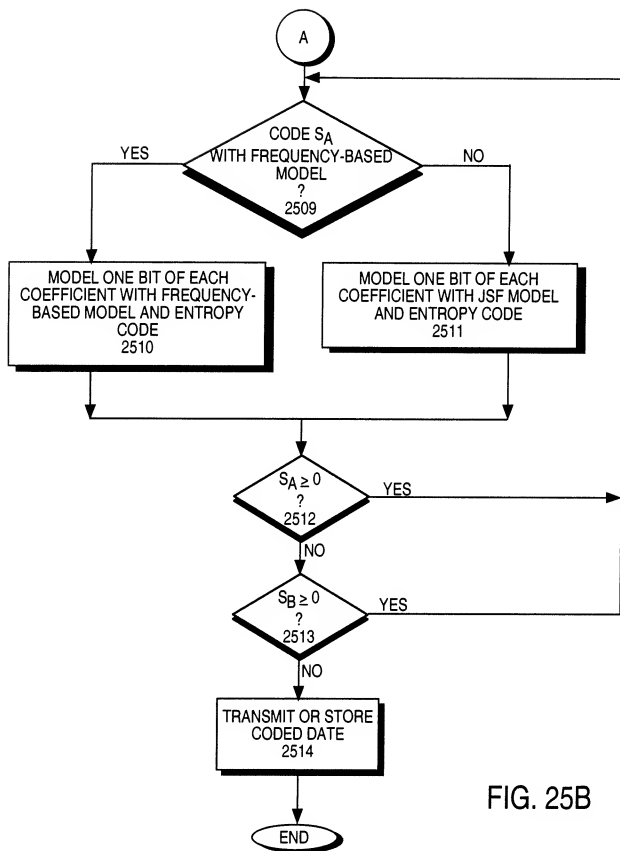 A
CODE SA
WITH FREQUENCY-BASED
MODEL
?
2509
YES
NO
MODEL ONE BIT OF EACH
COEFFICIENT WITH FREQUENCY-
BASED MODEL AND ENTROPY
CODE
2510
MODEL ONE BIT OF EACH
COEFFICIENT WITH JSF MODEL
AND ENTROPY CODE
2511
SA ≥ 0
?
2512
YES
NO
SB ≥ 0
?
2513
YES
NO
TRANSMIT OR STORE
CODED DATE
2514
END
FIG. 25B